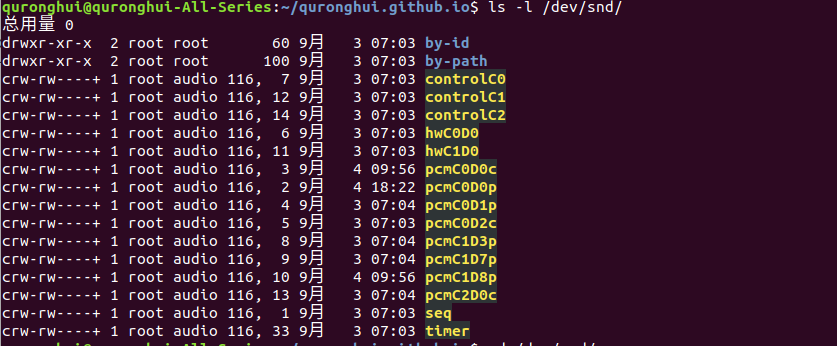 quronghui@quronghui-All-Series:~/quronghui.github.io$ ls -l /dev/snd/
总用量 0
drwxr-xr-x  2 root root       60 9月   3 07:03 by-id
drwxr-xr-x  2 root root      100 9月   3 07:03 by-path
crw-rw----+ 1 root audio 116,  7 9月   3 07:03 controlC0
crw-rw----+ 1 root audio 116, 12 9月   3 07:03 controlC1
crw-rw----+ 1 root audio 116, 14 9月   3 07:03 controlC2
crw-rw----+ 1 root audio 116,  6 9月   3 07:03 hwC0D0
crw-rw----+ 1 root audio 116, 11 9月   3 07:03 hwC1D0
crw-rw----+ 1 root audio 116,  3 9月   4 09:56 pcmC0D0c
crw-rw----+ 1 root audio 116,  2 9月   4 18:22 pcmC0D0p
crw-rw----+ 1 root audio 116,  4 9月   3 07:04 pcmC0D1p
crw-rw----+ 1 root audio 116,  5 9月   3 07:03 pcmC0D2c
crw-rw----+ 1 root audio 116,  8 9月   3 07:04 pcmC1D3p
crw-rw----+ 1 root audio 116,  9 9月   3 07:04 pcmC1D7p
crw-rw----+ 1 root audio 116, 10 9月   4 09:56 pcmC1D8p
crw-rw----+ 1 root audio 116, 13 9月   3 07:04 pcmC2D0c
crw-rw----+ 1 root audio 116,  1 9月   3 07:03 seq
crw-rw----+ 1 root audio 116, 33 9月   3 07:03 timer